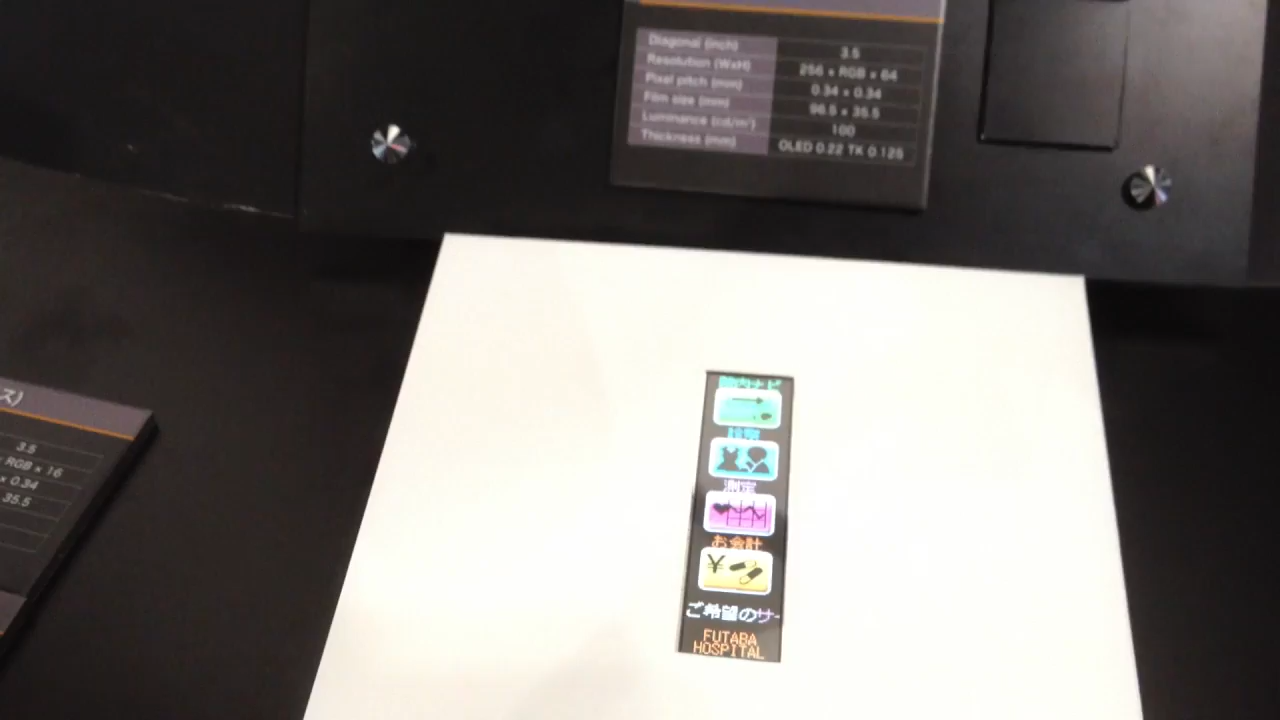 Diagonal (inch) 3.5
Resolution (WxH) 256 × RGB × 64
Pixel pitch (mm) 0.34 × 0.34
Film size (mm) 96.5 × 35.5
Luminance (cd/m²) 100
Thickness (mm) OLED 0.22 TK 0.125
ス)
3.5
RGB × 16
× 0.34
35.5
院内ナビ
診察
測定
お会計
¥
ご希望のサー
FUTABA
HOSPITAL